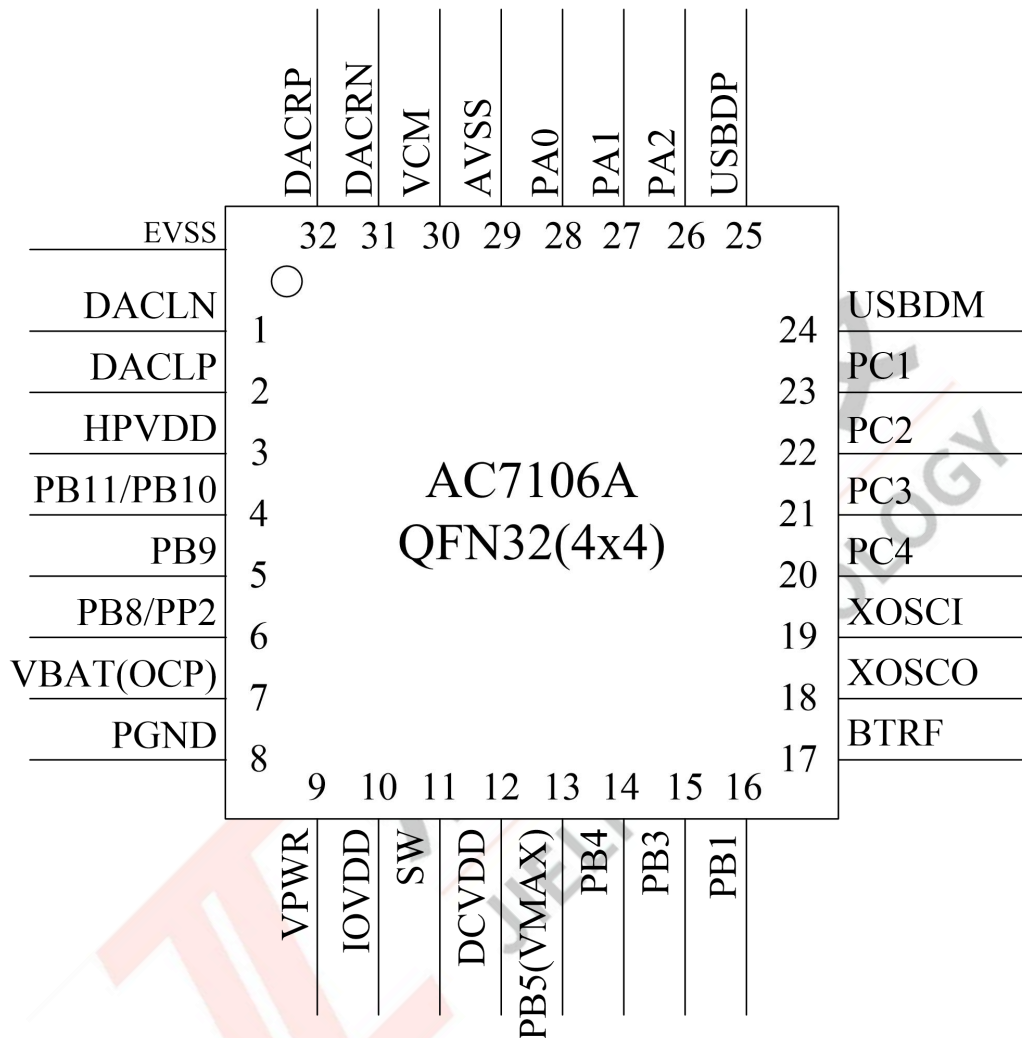 DACRP
DACRN
VCM
AVSS
PA0
PA1
PA2
USBDP
EVSS
32 31 30 29 28 27 26 25
DACLN 1
DACLP 2
HPVDD 3
PB11/PB10 4
PB9 5
PB8/PP2 6
VBAT(OCP) 7
PGND 8
AC7106A
QFN32(4x4)
24 USBDM
23 PC1
22 PC2
21 PC3
20 PC4
19 XOSCI
18 XOSCO
17 BTRF
9 10 11 12 13 14 15 16
VPWR
IOVDD
SW
DCVDD
PB5(VMAX)
PB4
PB3
PB1